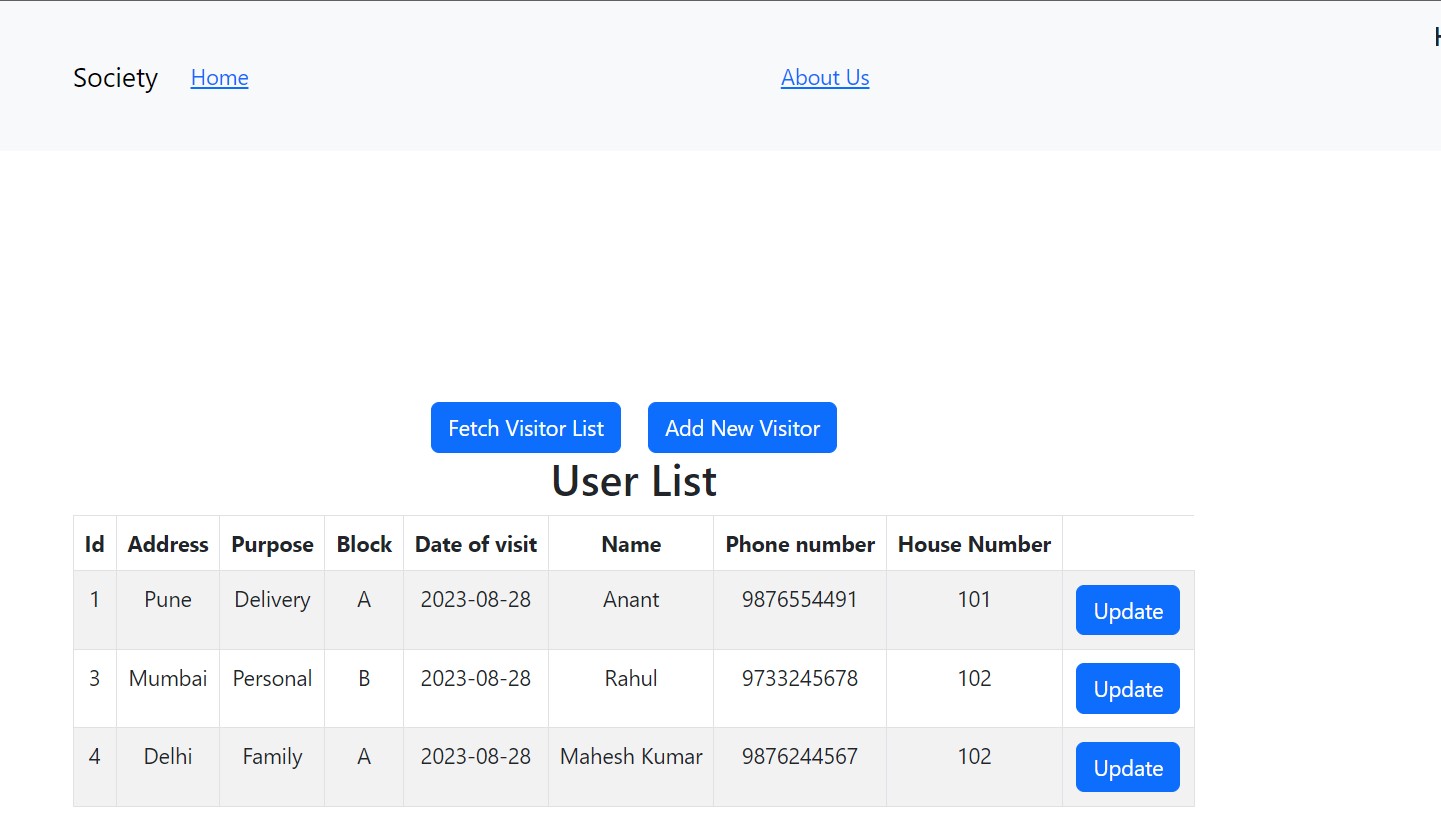 Society Home About Us
Fetch Visitor List Add New Visitor
User List
Id Address Purpose Block Date of visit Name Phone number House Number
1 Pune Delivery A 2023-08-28 Anant 9876554491 101 Update
3 Mumbai Personal B 2023-08-28 Rahul 9733245678 102 Update
4 Delhi Family A 2023-08-28 Mahesh Kumar 9876244567 102 Update